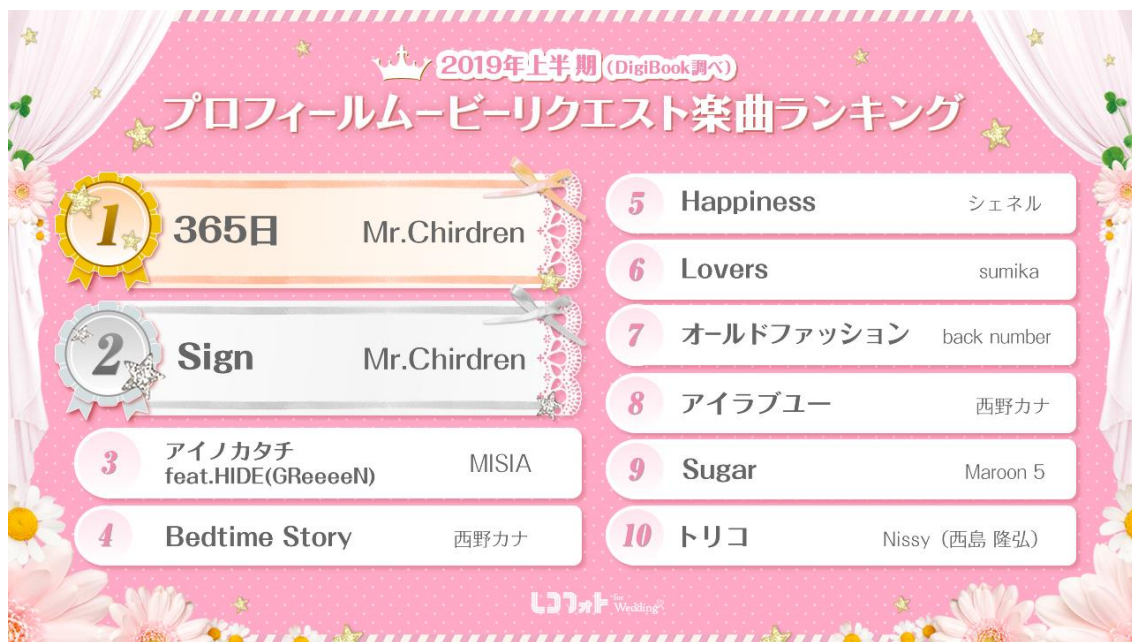 2019年上半期(DigiBook調べ)
プロフィールムービーリクエスト楽曲ランキング
1 365日 Mr.Chirdren
2 Sign Mr.Chirdren
3 アイノカタチ
feat.HIDE(GReeeeN) MISIA
4 Bedtime Story 西野カナ
5 Happiness シェネル
6 Lovers sumika
7 オールドファッション back number
8 アイラブユー 西野カナ
9 Sugar Maroon 5
10 トリコ Nissy（西島 隆弘）
レコフォト for Wedding